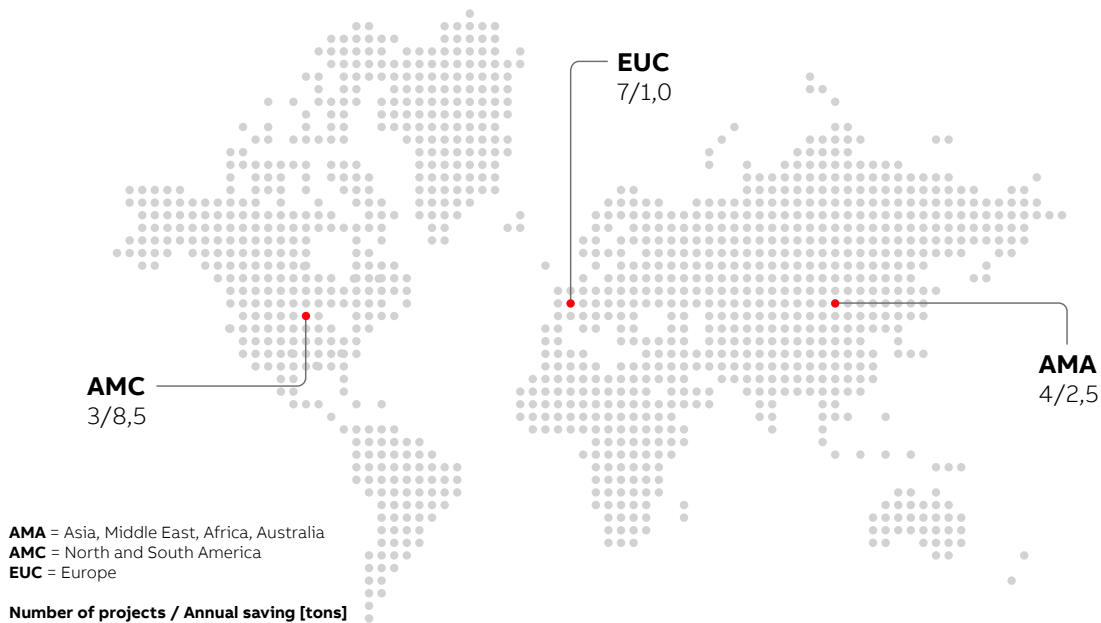 EUC
7/1,0
AMA
4/2,5
AMC
3/8,5
AMA = Asia, Middle East, Africa, Australia
AMC = North and South America
EUC = Europe
Number of projects / Annual saving [tons]